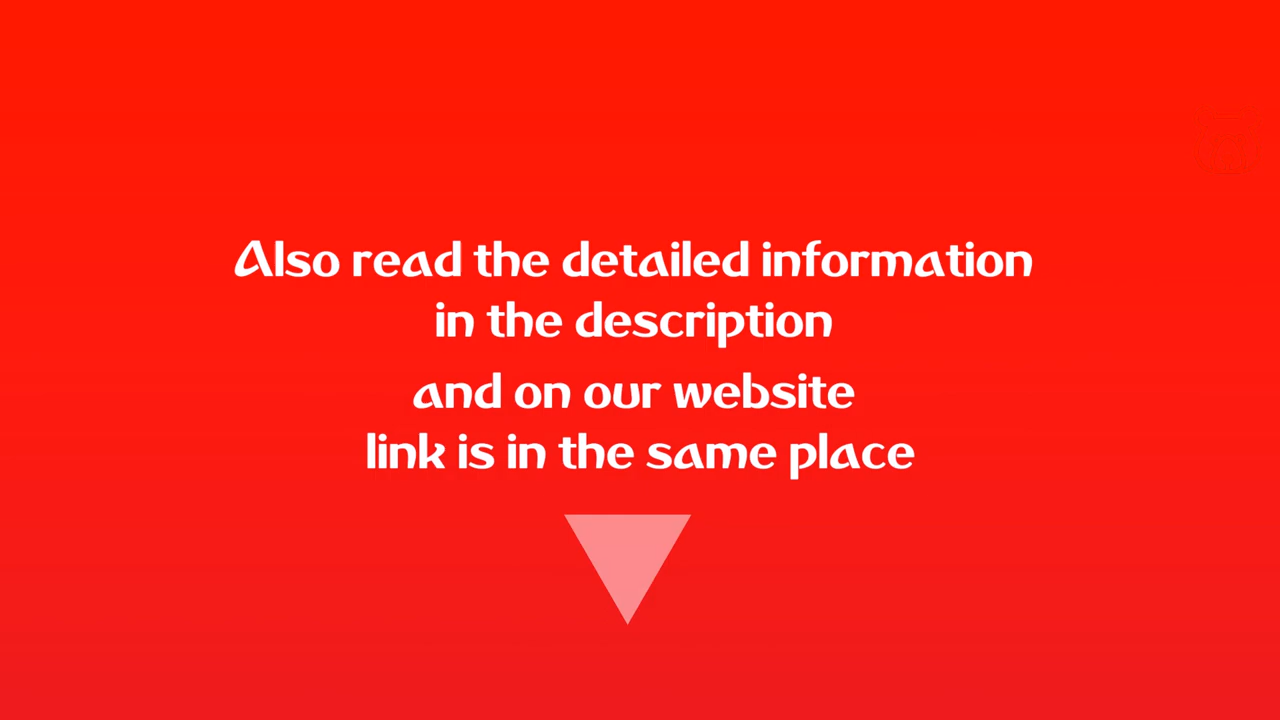 Also read the detailed information
in the description
and on our website
link is in the same place